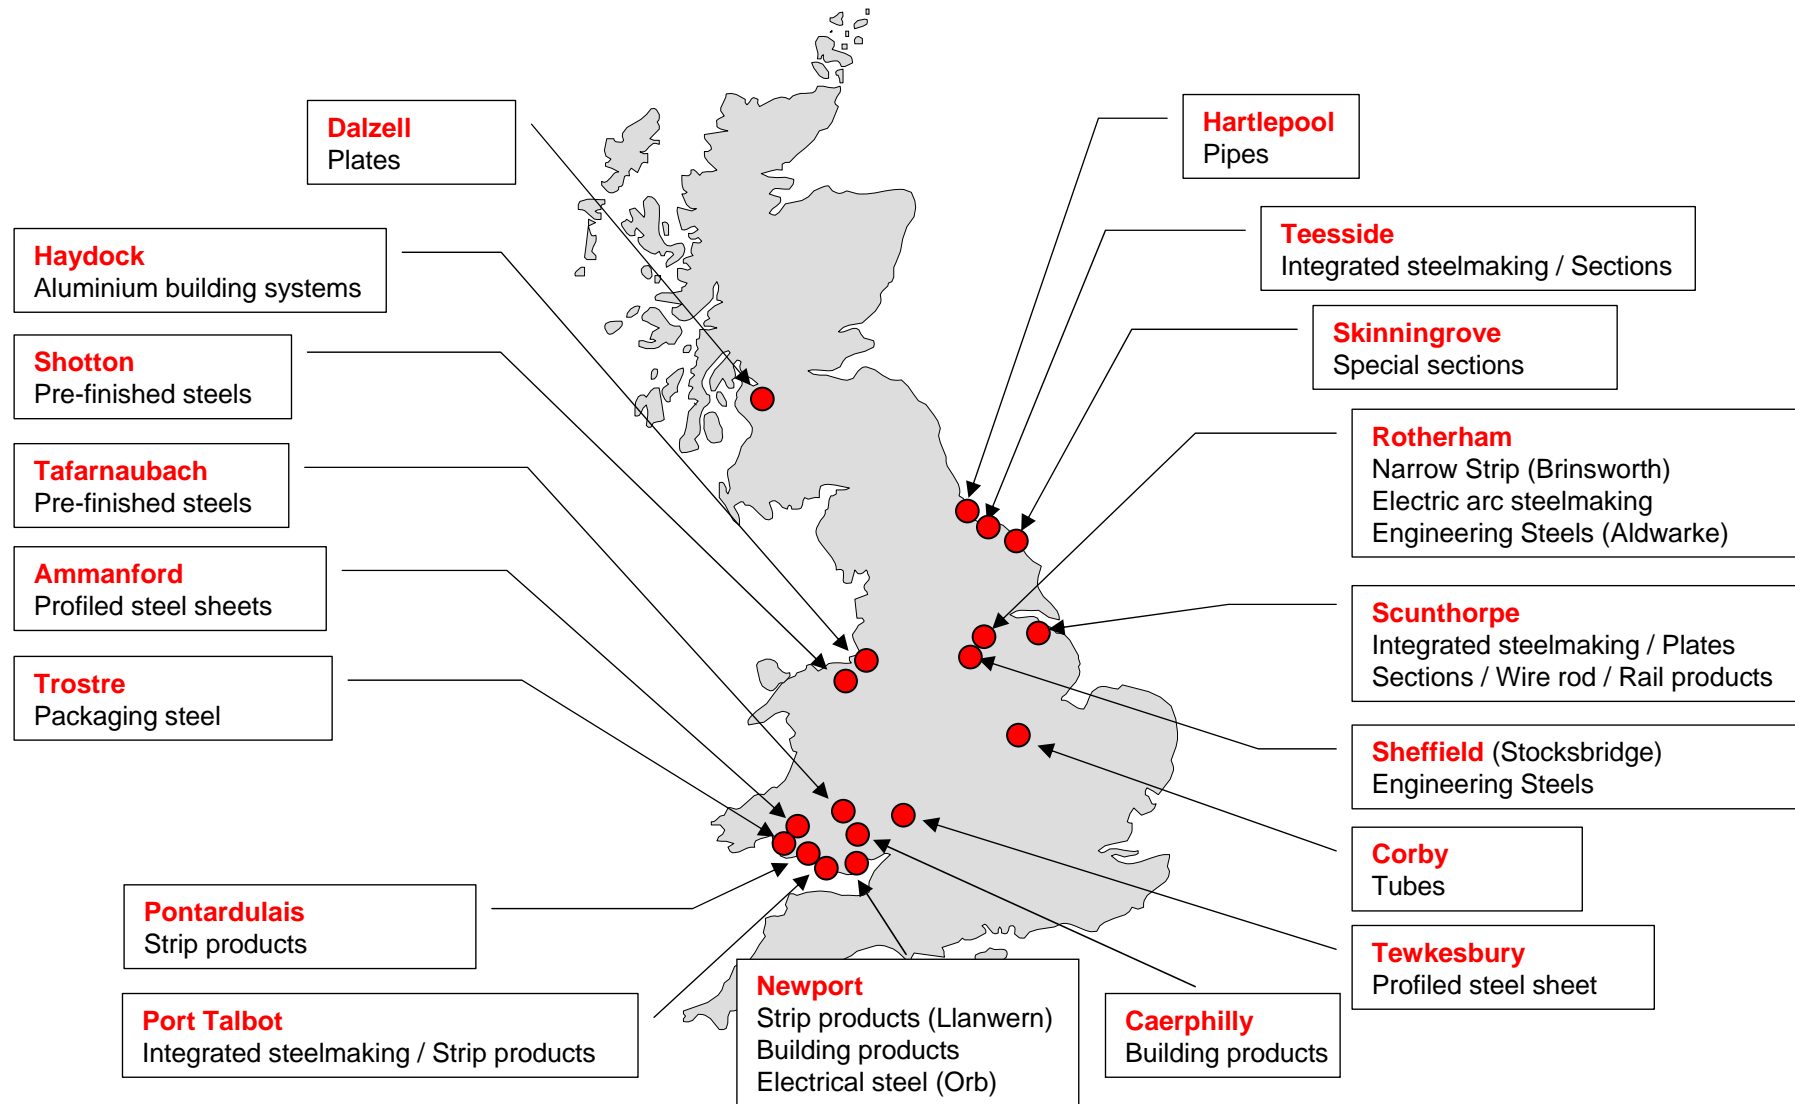 Dalzell
Plates
Haydock
Aluminium building systems
Shotton
Pre-finished steels
Tafarnaubach
Pre-finished steels
Ammanford
Profiled steel sheets
Trostre
Packaging steel
Pontardulais
Strip products
Port Talbot
Integrated steelmaking / Strip products
Newport
Strip products (Llanwern)
Building products
Electrical steel (Orb)
Caerphilly
Building products
Hartlepool
Pipes
Teesside
Integrated steelmaking / Sections
Skinningrove
Special sections
Rotherham
Narrow Strip (Brinsworth)
Electric arc steelmaking
Engineering Steels (Aldwarke)
Scunthorpe
Integrated steelmaking / Plates
Sections / Wire rod / Rail products
Sheffield (Stocksbridge)
Engineering Steels
Corby
Tubes
Tewkesbury
Profiled steel sheet